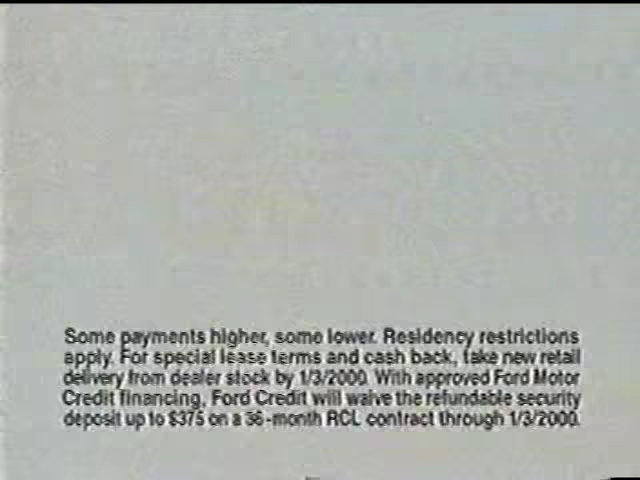 Some payments higher, some lower. Residency restrictions
apply. For special lease terms and cash back, take new retail
delivery from dealer stock by 1/3/2000. With approved Ford Motor
Credit financing, Ford Credit will waive the refundable security
deposit up to $375 on a 36-month RCL contract through 1/3/2000.